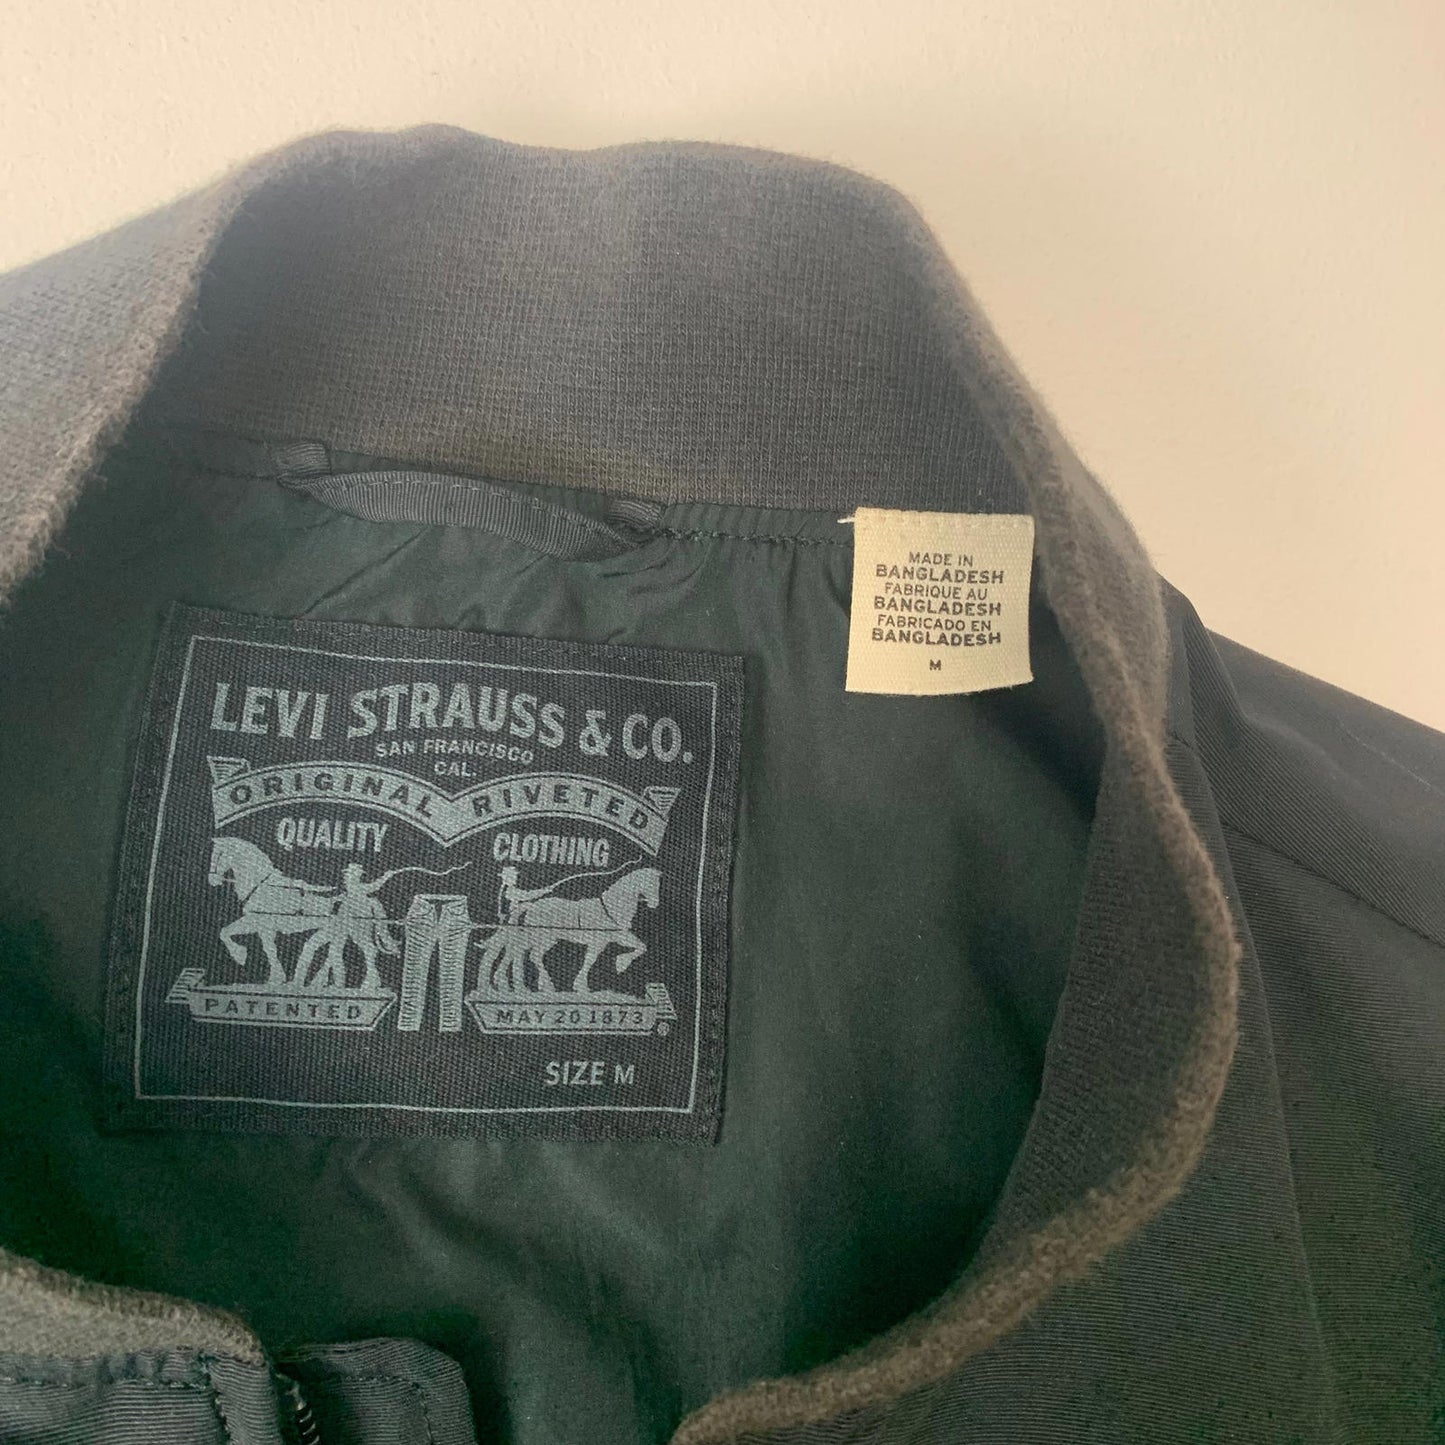 LEVI STRAUSS & CO.
SAN FRANCISCO
CAL.
ORIGINAL RIVETED
QUALITY CLOTHING
PATENTED MAY 20 1873
SIZE M
MADE IN
BANGLADESH
FABRIQUE AU
BANGLADESH
FABRICADO EN
BANGLADESH
M